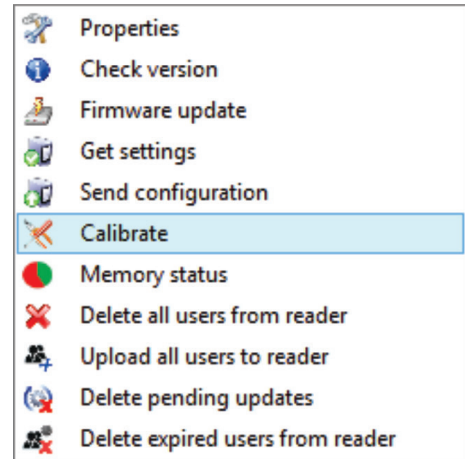 Properties
Check version
Firmware update
Get settings
Send configuration
Calibrate
Memory status
Delete all users from reader
Upload all users to reader
Delete pending updates
Delete expired users from reader